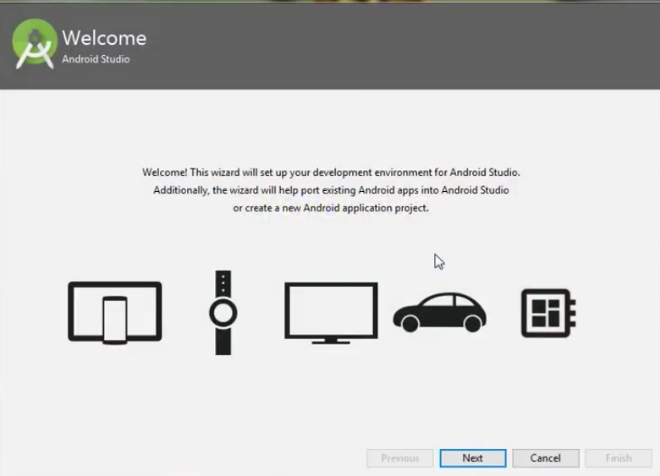 Welcome
Android Studio
Welcome! This wizard will set up your development environment for Android Studio.
Additionally, the wizard will help port existing Android apps into Android Studio
or create a new Android application project.
Previous
Next
Cancel
Finish